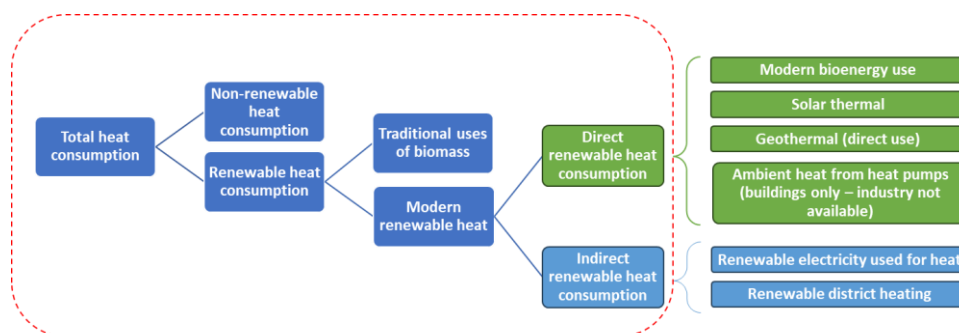 Total heat
consumption
Non-renewable
heat
consumption
Renewable heat
consumption
Traditional uses
of biomass
Modern
renewable heat
Direct
renewable heat
consumption
Indirect
renewable heat
consumption
Modern bioenergy use
Solar thermal
Geothermal (direct use)
Ambient heat from heat pumps
(buildings only – industry not
available)
Renewable electricity used for heat
Renewable district heating